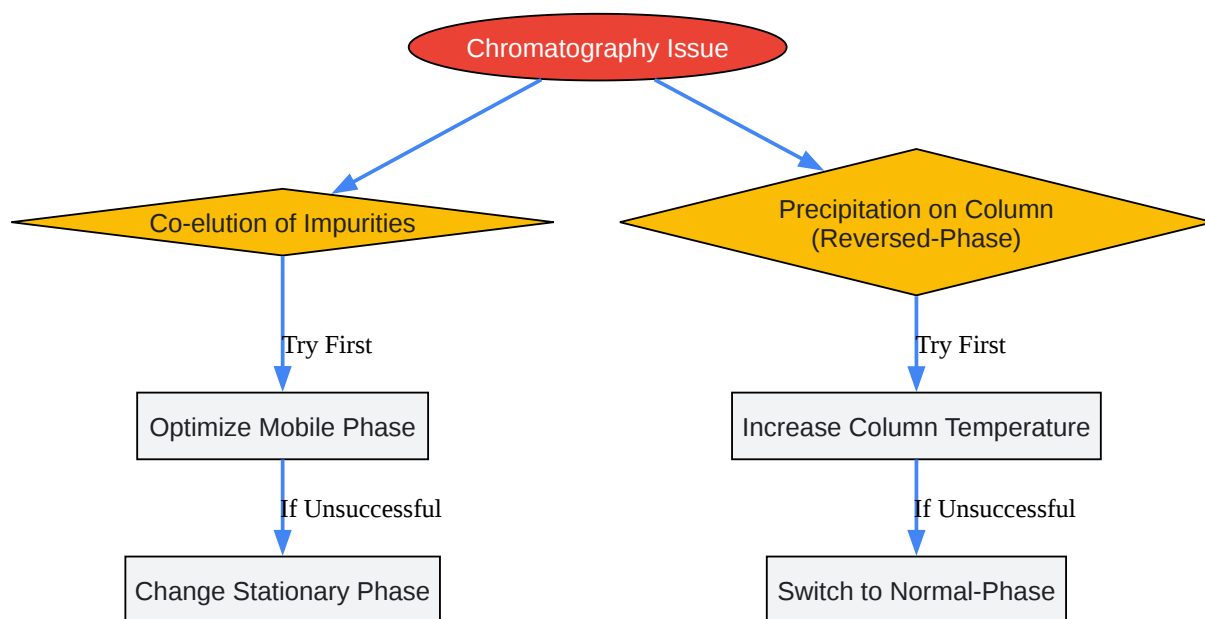 Chromatography Issue
Co-elution of Impurities
Precipitation on Column
(Reversed-Phase)
Try First
Try First
Optimize Mobile Phase
Increase Column Temperature
If Unsuccessful
If Unsuccessful
Change Stationary Phase
Switch to Normal-Phase